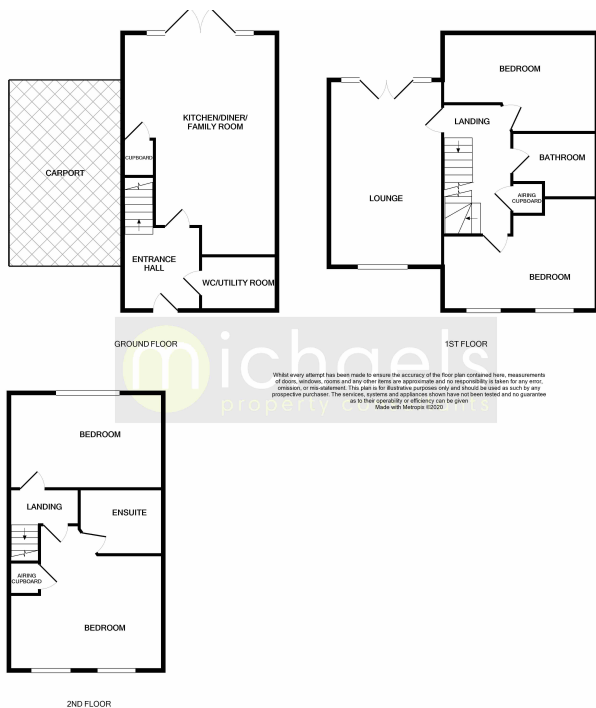 KITCHEN/DINER/
FAMILY ROOM
CUPBOARD
CARPORT
ENTRANCE
HALL
WC/UTILITY ROOM
GROUND FLOOR
BEDROOM
LANDING
BATHROOM
AIRING
CUPBOARD
LOUNGE
BEDROOM
1ST FLOOR
michaels
property consultants
Whilst every attempt has been made to ensure the accuracy of the floor plan contained here, measurements
of doors, windows, rooms and any other items are approximate and no responsibility is taken for any error,
omission, or mis-statement. This plan is for illustrative purposes only and should be used as such by any
prospective purchaser. The services, systems and appliances shown have not been tested and no guarantee
as to their operability or efficiency can be given
Made with Metropix ©2020
BEDROOM
LANDING
ENSUITE
AIRING
CUPBOARD
BEDROOM
2ND FLOOR